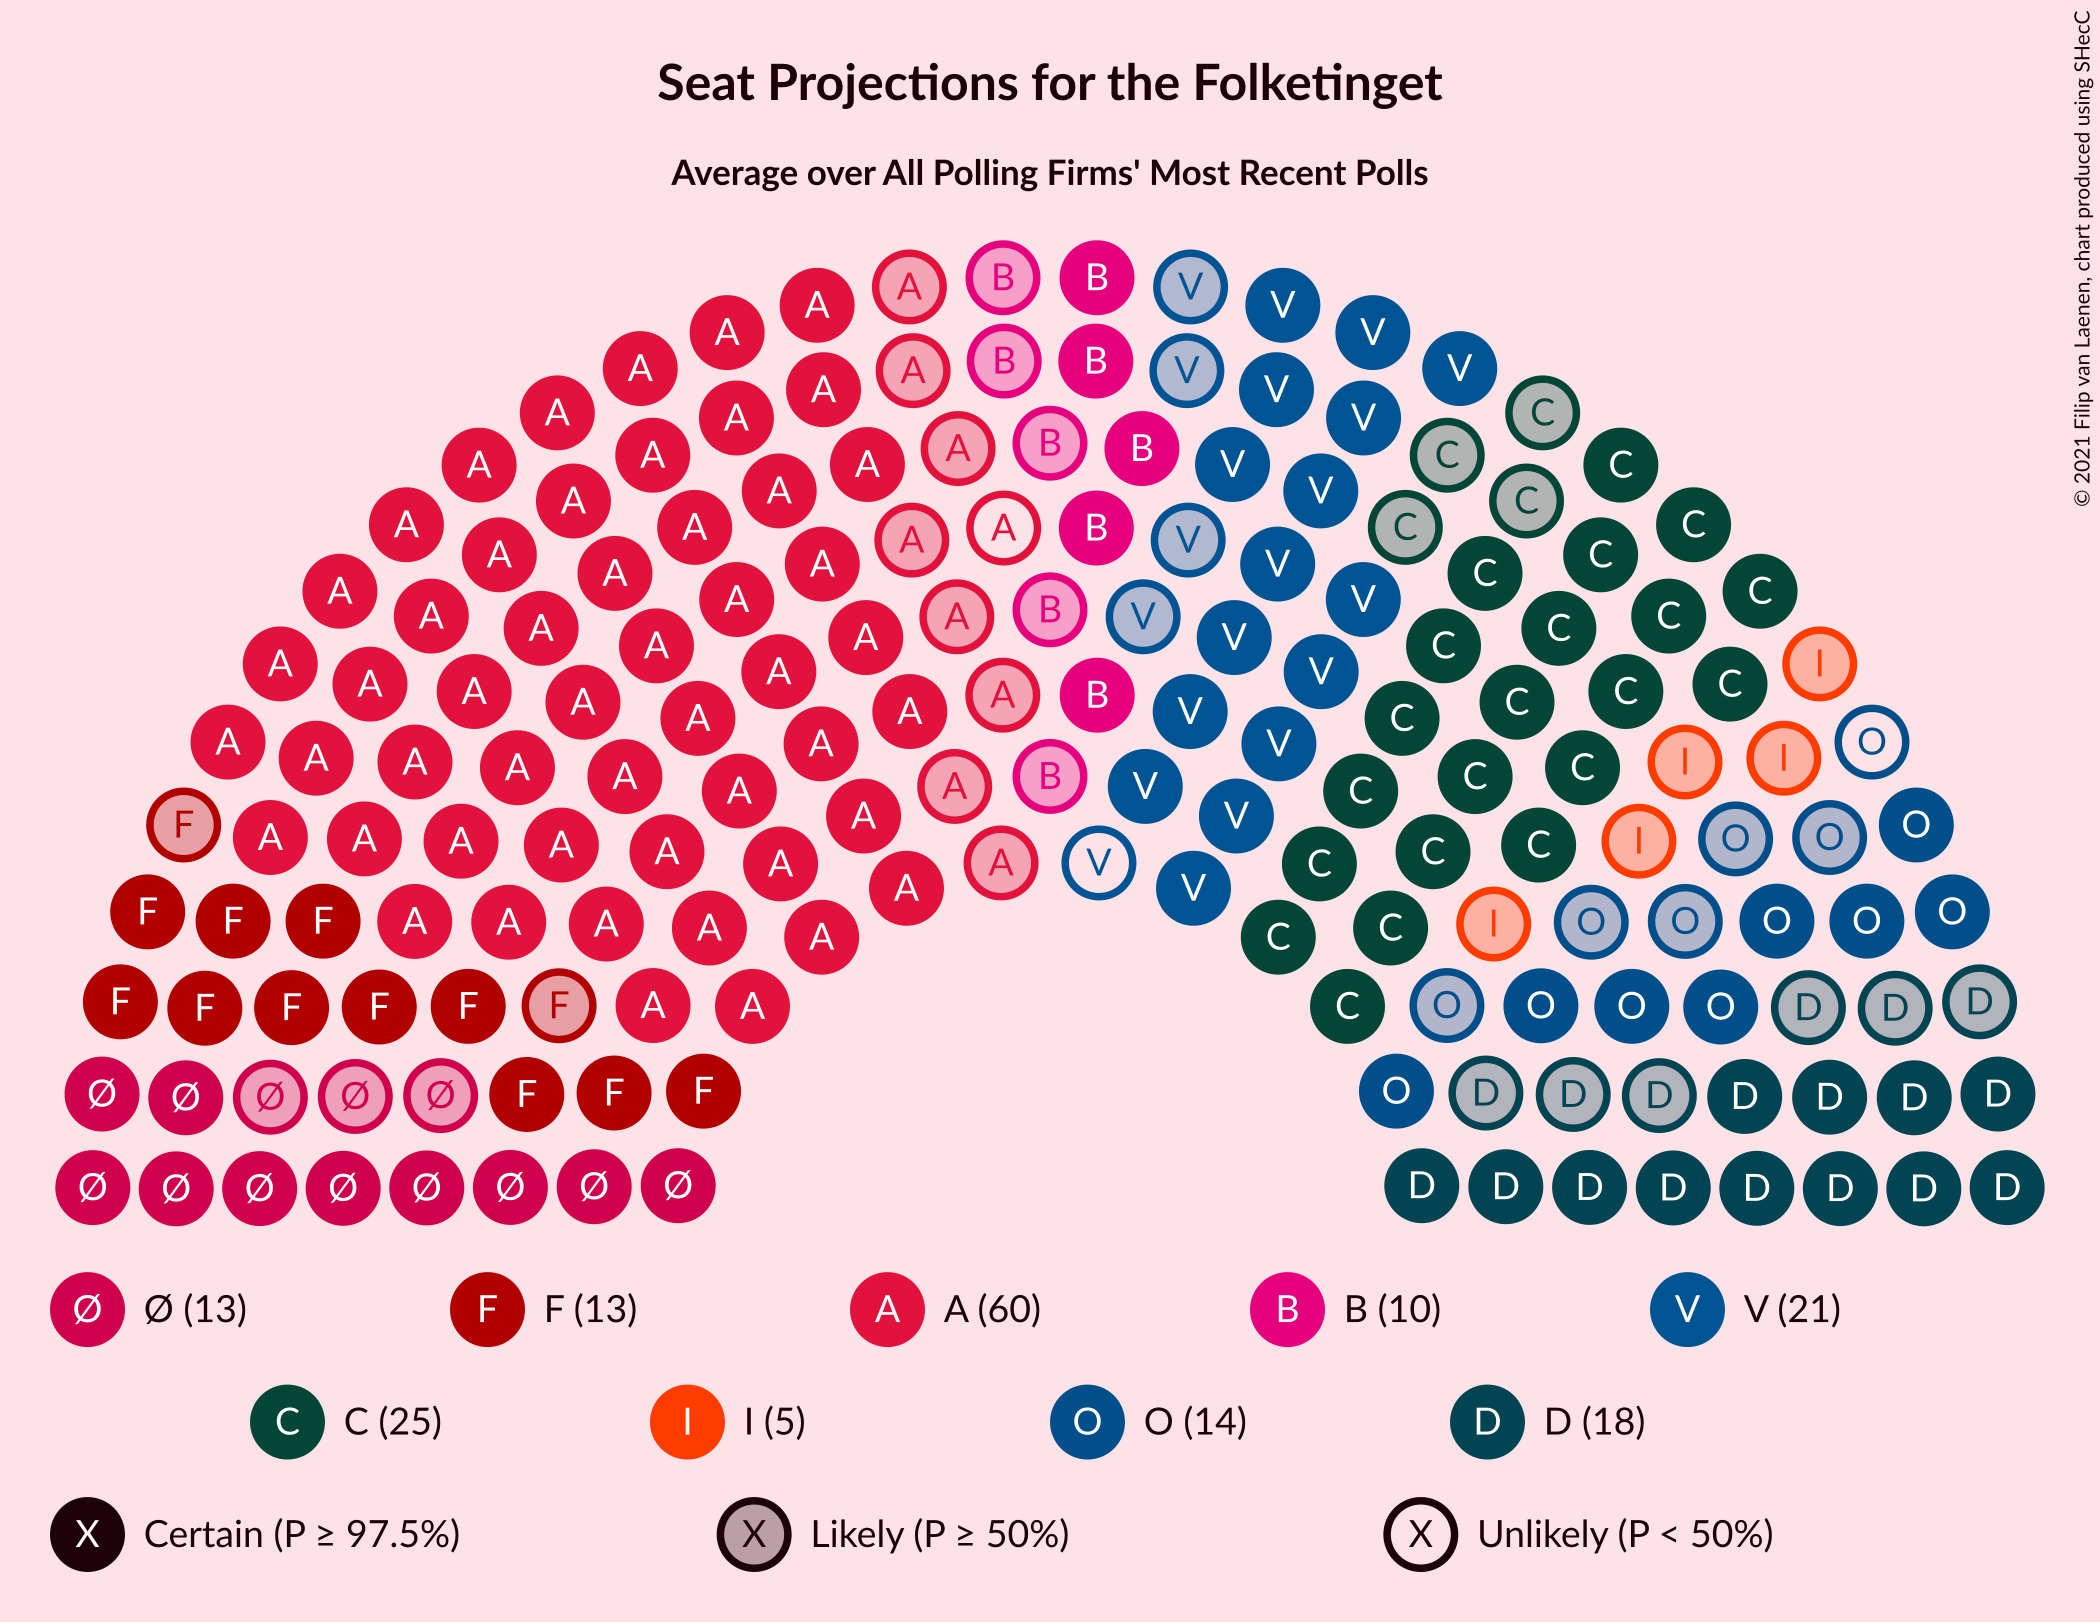 Seat Projections for the Folketinget
Average over All Polling Firms' Most Recent Polls
© 2021 Filip van Laenen, chart produced using SHecC
B B
A V
A V
A V
B B
A A V V
A V
A C
A V
A B B
A C
A A V V C
A V
A C
A A A B C C
A V
A C
A V
A C
A A V C
A B V
A C
A C
A V
A C
A A V I
A C
A C
A B
A C
A V
A C
A A V O
A I
A I
A C
A B C
A V
A C
A V
F O
A A A A C I O O
A C
A A V C
A V
F F F A A A A C I O O O O O
A C
F F F F F F A A C O O O O D D D
Ø Ø Ø Ø Ø F F F O D D D D D D D
Ø Ø Ø Ø Ø Ø Ø Ø D D D D D D D D
Ø Ø (13) F F (13) A A (60) B B (10) V V (21)
C C (25) I I (5) O O (14) D D (18)
X Certain (P ≥ 97.5%) X Likely (P ≥ 50%) X Unlikely (P < 50%)